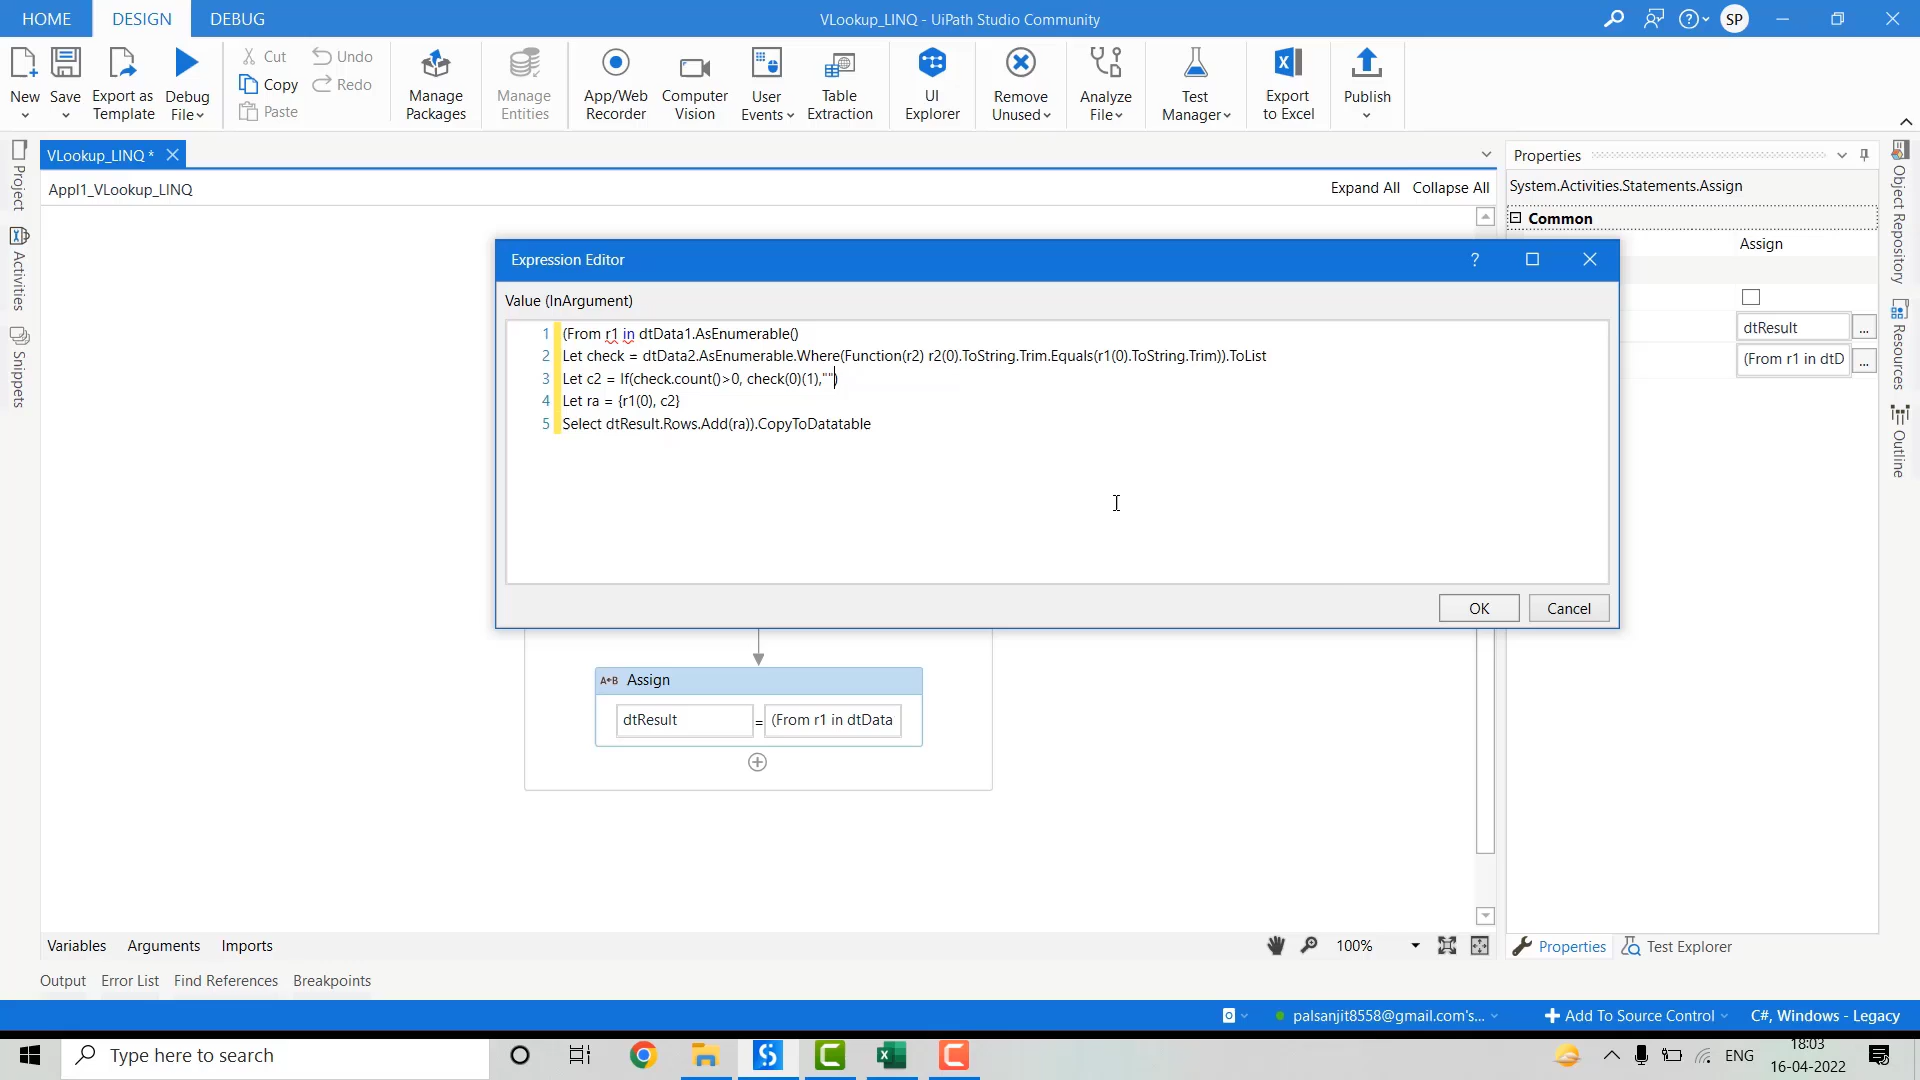 HOME DESIGN DEBUG
VLookup_LINQ - UiPath Studio Community
SP
New
Save
Export as Template
Debug File
Cut
Copy
Paste
Undo
Redo
Manage Packages
Manage Entities
App/Web Recorder
Computer Vision
User Events
Table Extraction
UI Explorer
Remove Unused
Analyze File
Test Manager
Export to Excel
Publish
Project
Activities
Snippets
VLookup_LINQ *
Appl1_VLookup_LINQ
Expand All Collapse All
Properties
System.Activities.Statements.Assign
Common
Assign
dtResult ...
(From r1 in dtD ...
Object Repository
Resources
Outline
Expression Editor
Value (InArgument)
1 (From r1 in dtData1.AsEnumerable()
2 Let check = dtData2.AsEnumerable.Where(Function(r2) r2(0).ToString.Trim.Equals(r1(0).ToString.Trim)).ToList
3 Let c2 = If(check.count()>0, check(0)(1),"")
4 Let ra = {r1(0), c2}
5 Select dtResult.Rows.Add(ra)).CopyToDatatable
OK Cancel
A←B Assign
dtResult = (From r1 in dtData
Variables Arguments Imports
100%
Properties Test Explorer
Output Error List Find References Breakpoints
palsanjit8558@gmail.com's...
Add To Source Control
C#, Windows - Legacy
Type here to search
ENG
18:03
16-04-2022